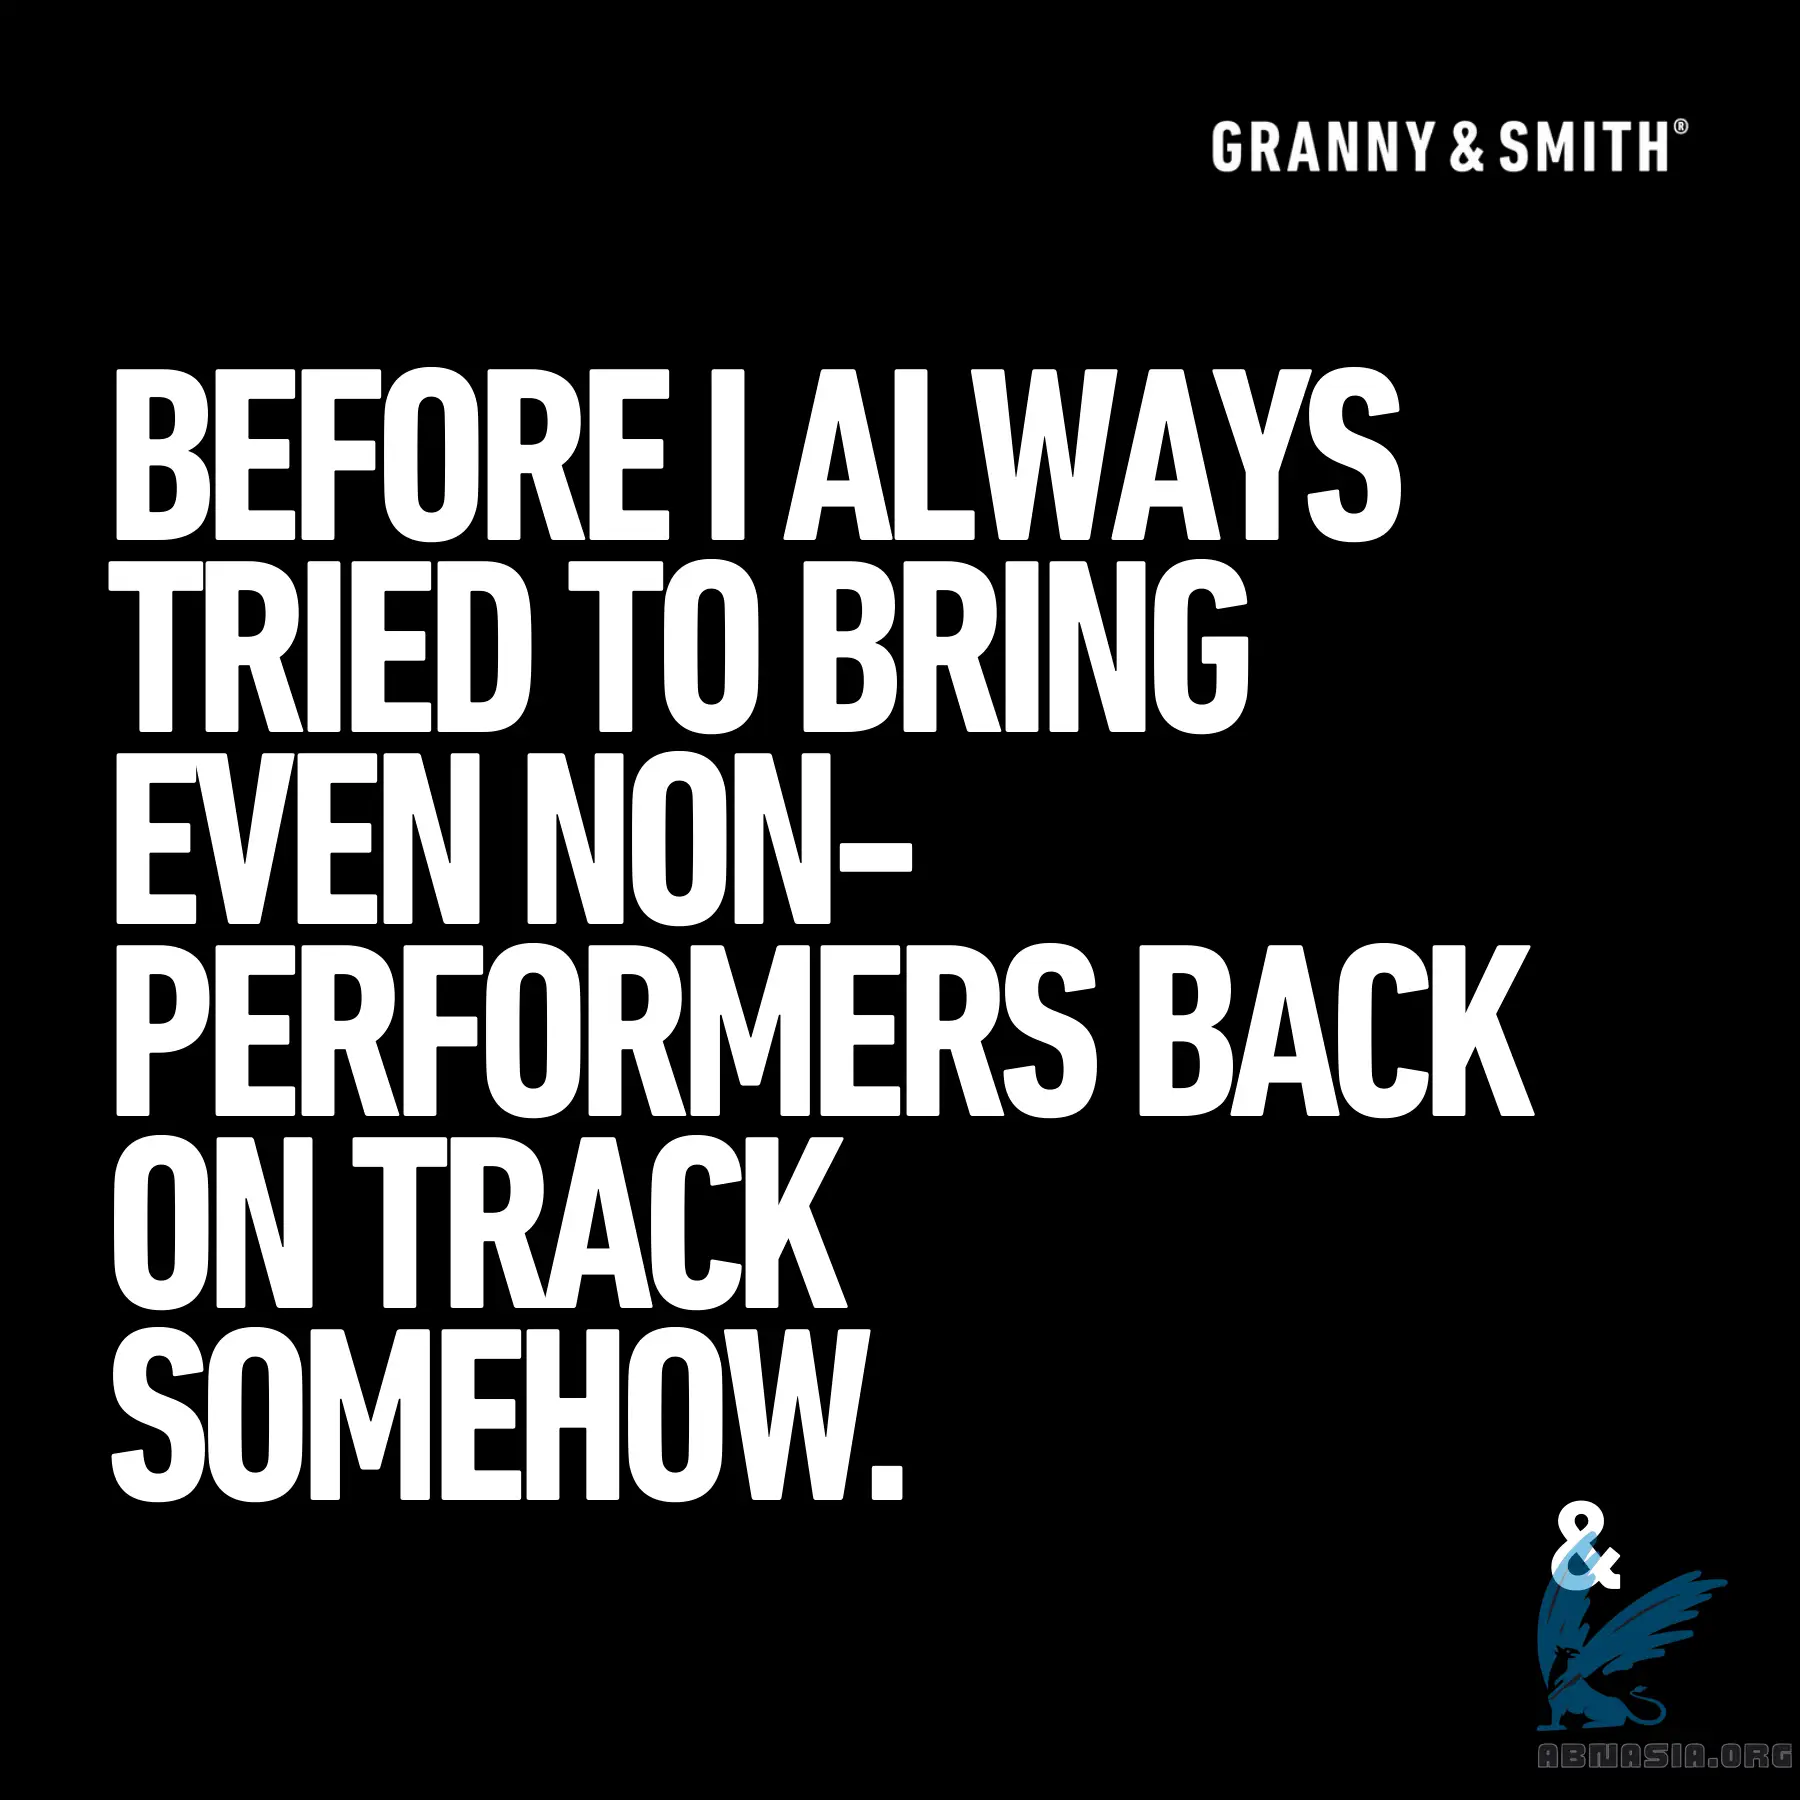 GRANNY & SMITH®
BEFORE I ALWAYS
TRIED TO BRING
EVEN NON-
PERFORMERS BACK
ON TRACK
SOMEHOW.
&
ABNASIA.ORG